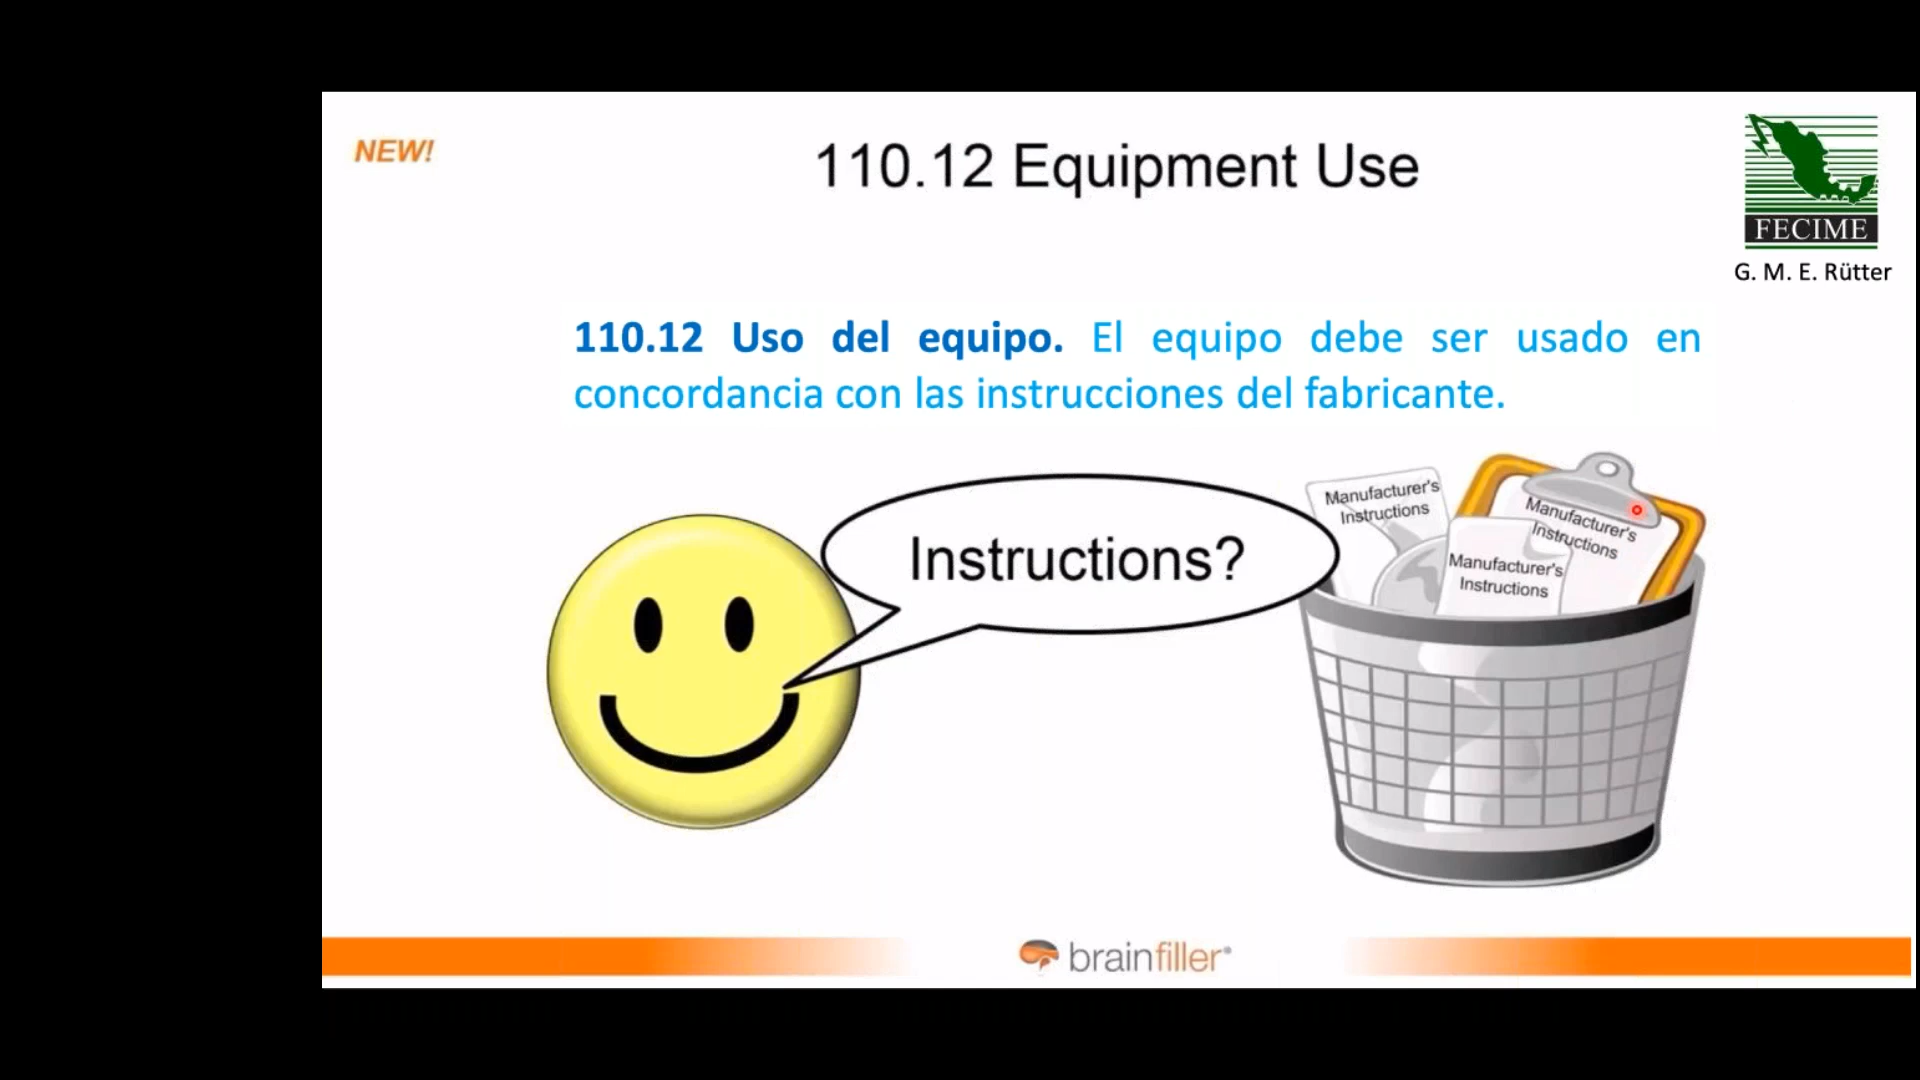 NEW!
110.12 Equipment Use
FECIME
G. M. E. Rütter
110.12 Uso del equipo. El equipo debe ser usado en
concordancia con las instrucciones del fabricante.
Instructions?
Manufacturer's
Instructions
Manufacturer's
Instructions
Manufacturer's
Instructions
brainfiller®